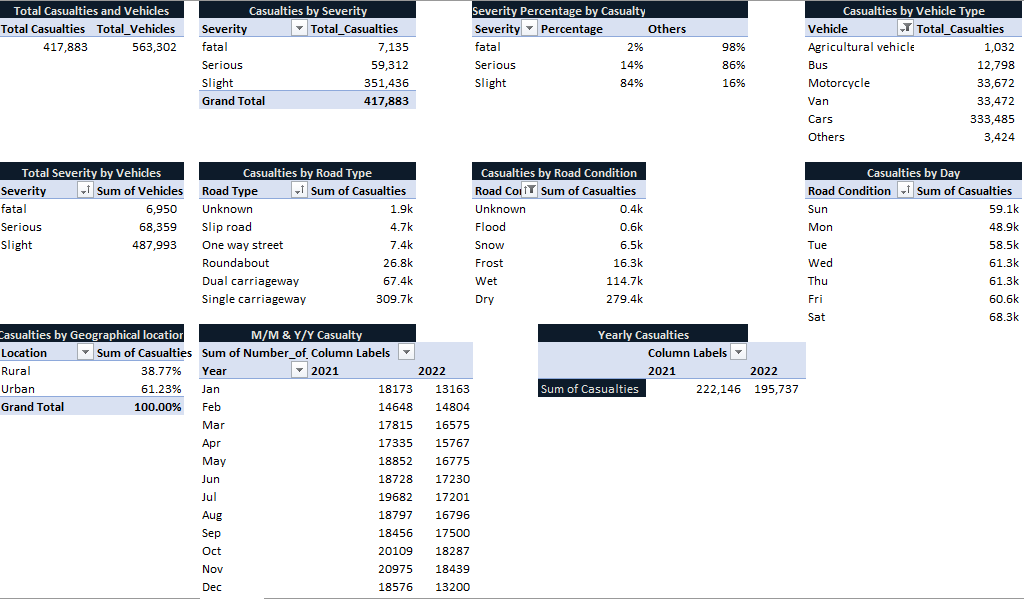 Total Casualties and Vehicles
Total Casualties Total_Vehicles
417,883 563,302
Casualties by Severity
Severity Total_Casualties
fatal 7,135
Serious 59,312
Slight 351,436
Grand Total 417,883
Severity Percentage by Casualty
Severity Percentage Others
fatal 2% 98%
Serious 14% 86%
Slight 84% 16%
Casualties by Vehicle Type
Vehicle Total_Casualties
Agricultural vehicle 1,032
Bus 12,798
Motorcycle 33,672
Van 33,472
Cars 333,485
Others 3,424
Total Severity by Vehicles
Severity Sum of Vehicles
fatal 6,950
Serious 68,359
Slight 487,993
Casualties by Road Type
Road Type Sum of Casualties
Unknown 1.9k
Slip road 4.7k
One way street 7.4k
Roundabout 26.8k
Dual carriageway 67.4k
Single carriageway 309.7k
Casualties by Road Condition
Road Con Sum of Casualties
Unknown 0.4k
Flood 0.6k
Snow 6.5k
Frost 16.3k
Wet 114.7k
Dry 279.4k
Casualties by Day
Road Condition Sum of Casualties
Sun 59.1k
Mon 48.9k
Tue 58.5k
Wed 61.3k
Thu 61.3k
Fri 60.6k
Sat 68.3k
Casualties by Geographical location
Location Sum of Casualties
Rural 38.77%
Urban 61.23%
Grand Total 100.00%
M/M & Y/Y Casualty
Sum of Number_of_ Column Labels
Year 2021 2022
Jan 18173 13163
Feb 14648 14804
Mar 17815 16575
Apr 17335 15767
May 18852 16775
Jun 18728 17230
Jul 19682 17201
Aug 18797 16796
Sep 18456 17500
Oct 20109 18287
Nov 20975 18439
Dec 18576 13200
Yearly Casualties
Column Labels
2021 2022
Sum of Casualties 222,146 195,737